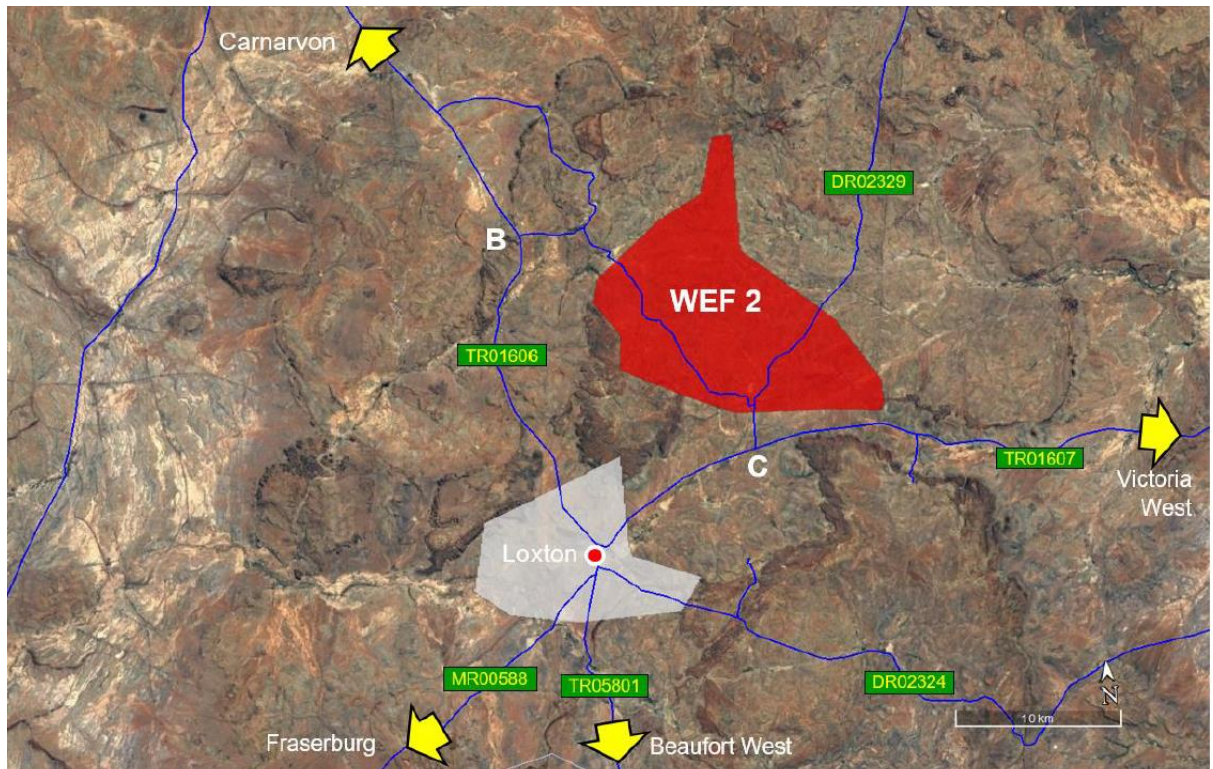 Carnarvon
DR02329
B
WEF 2
TR01606
C
TR01607
Victoria
West
Loxton
MR00588
TR05801
DR02324
N
10 km
Fraserburg
Beaufort West